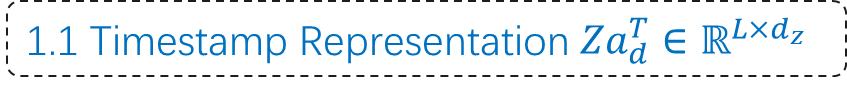 1.1 Timestamp Representation $Za_d^T \in \mathbb{R}^{L \times d_z}$